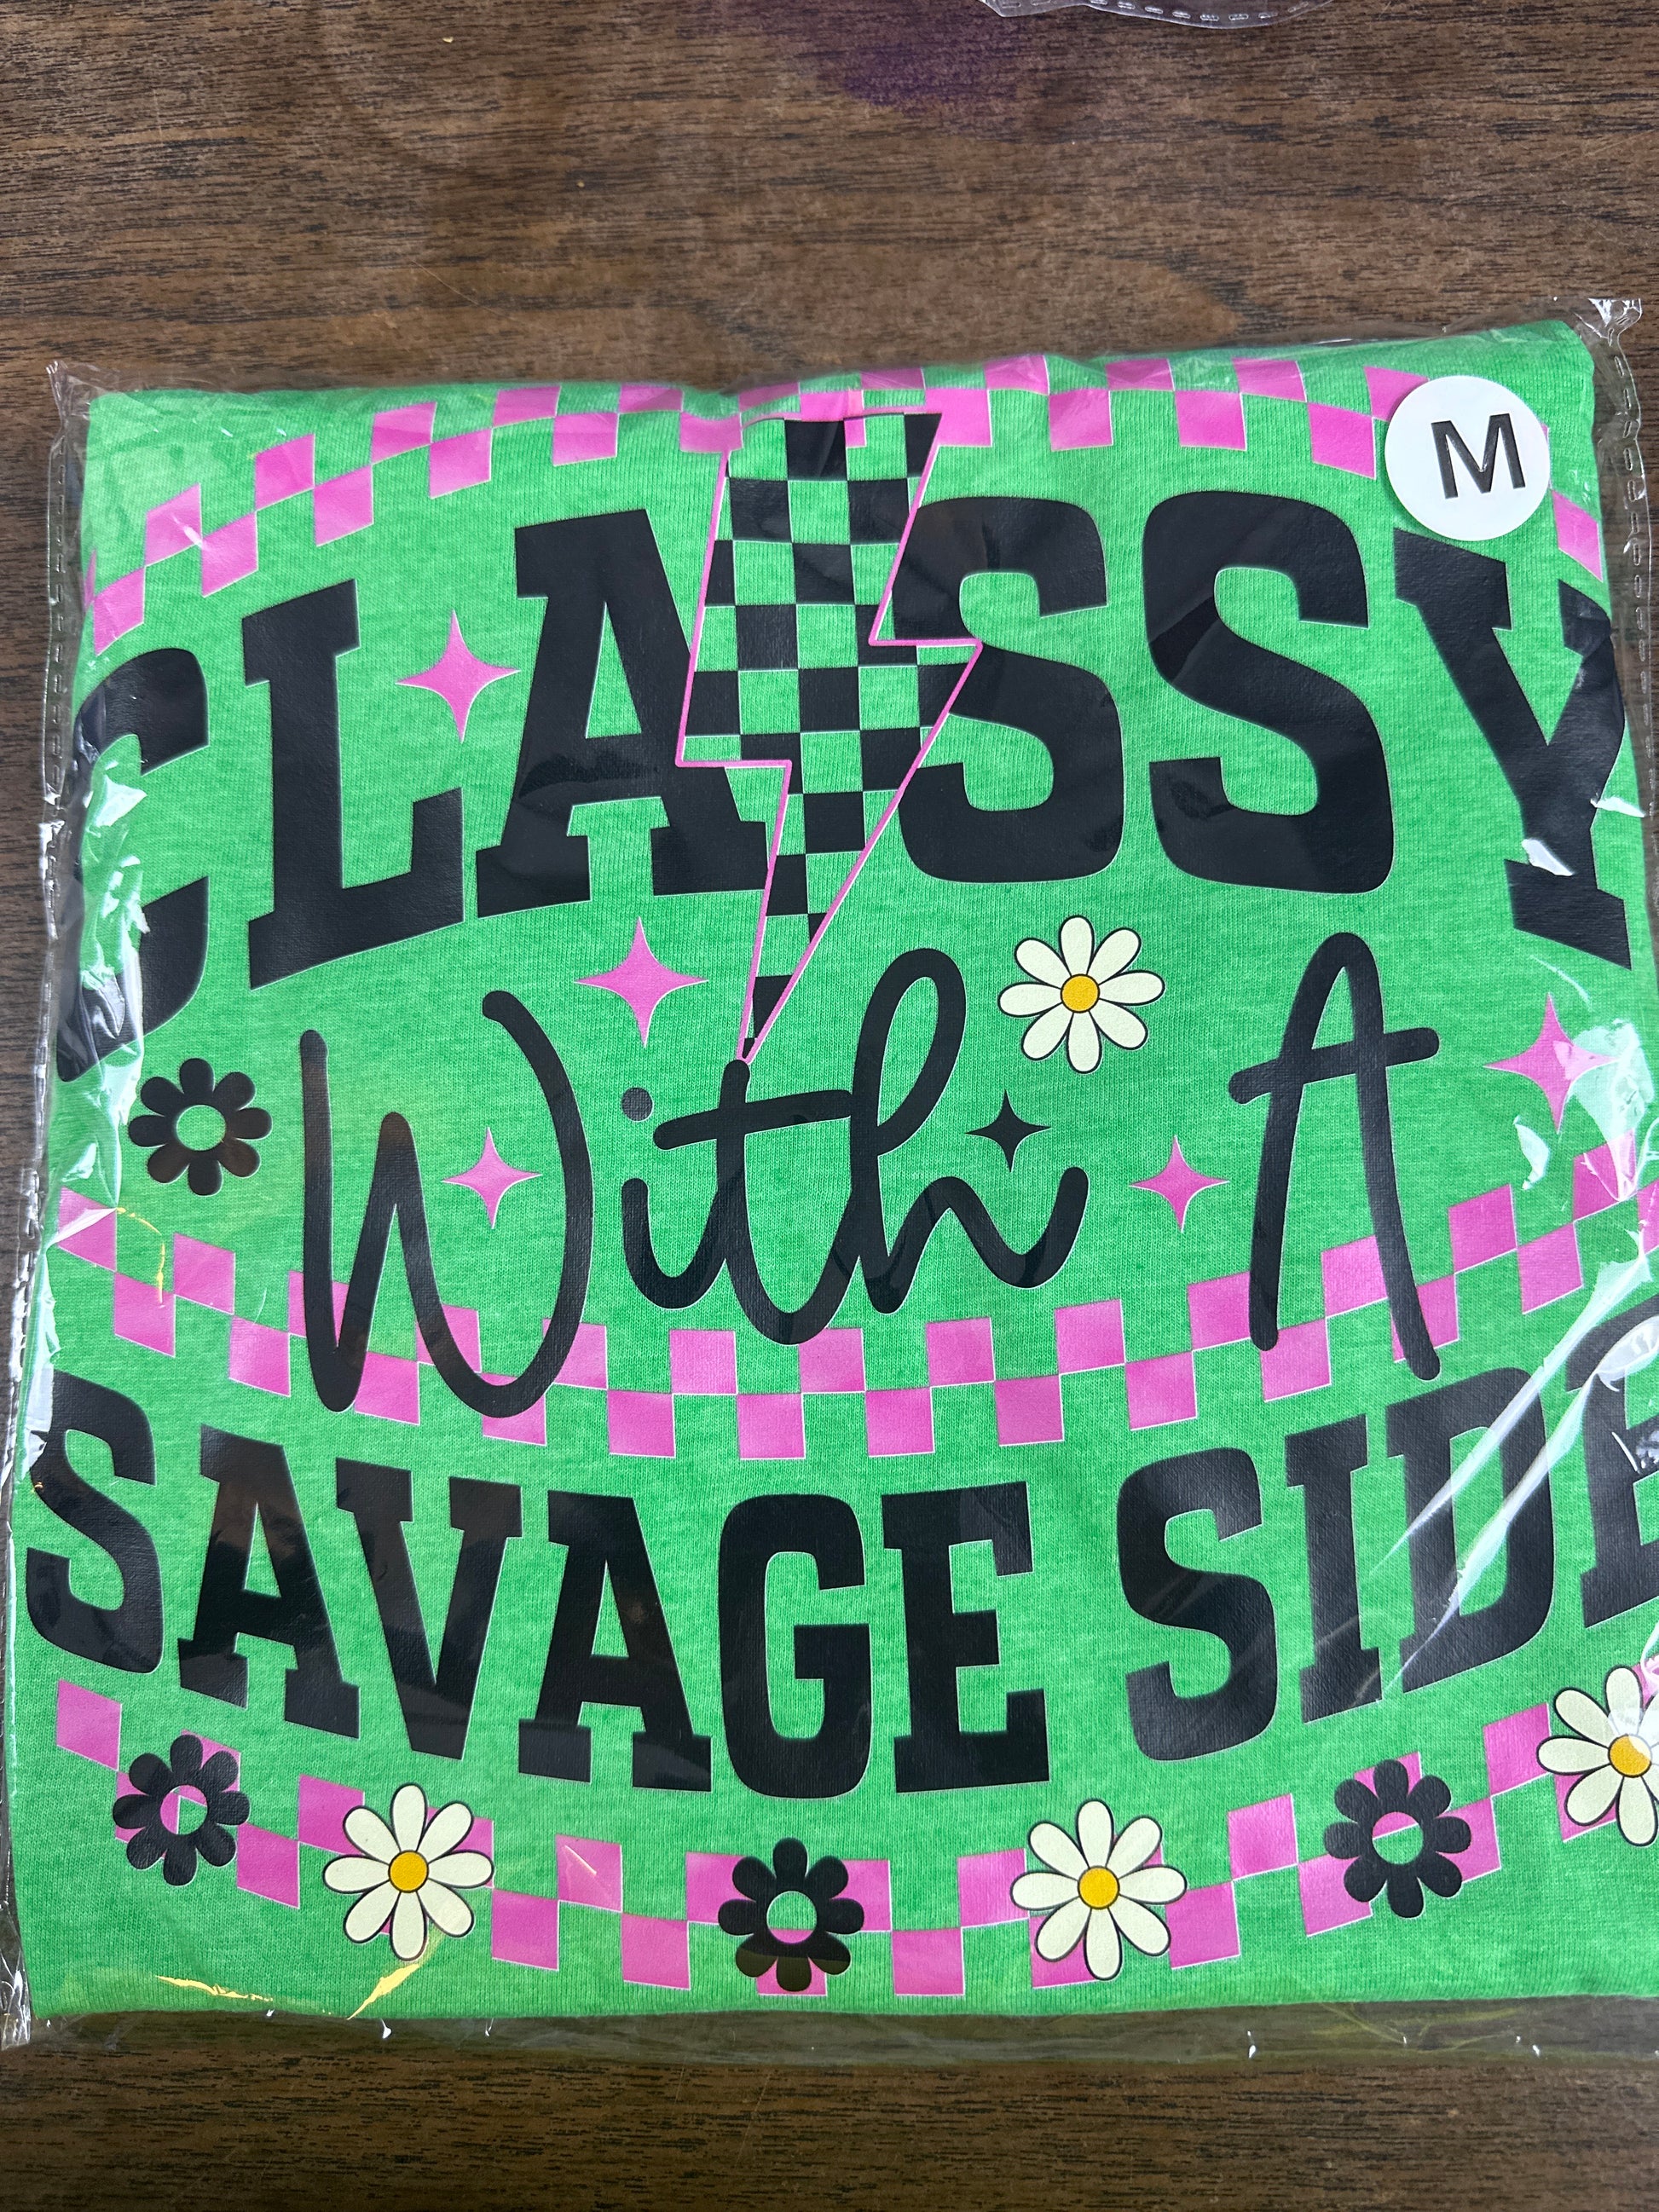 M
CLASSY
With A
SAVAGE SIDE